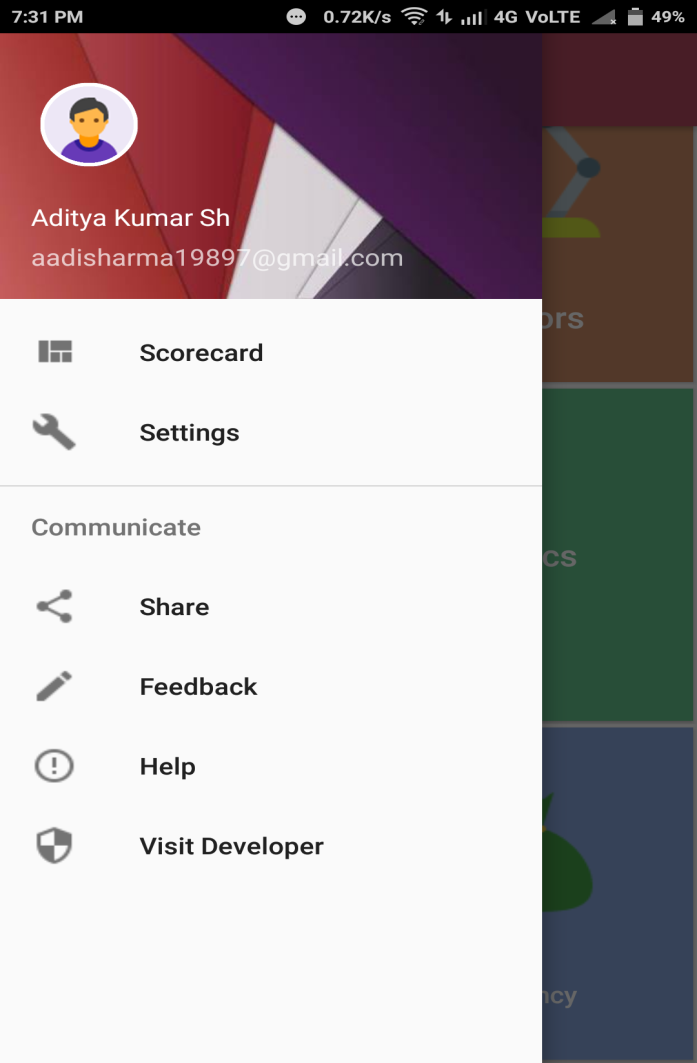 7:31 PM 0.72K/s 4G VoLTE 49%
Aditya Kumar Sh
aadisharma19897@gmail.com
Scorecard
Settings
Communicate
Share
Feedback
Help
Visit Developer